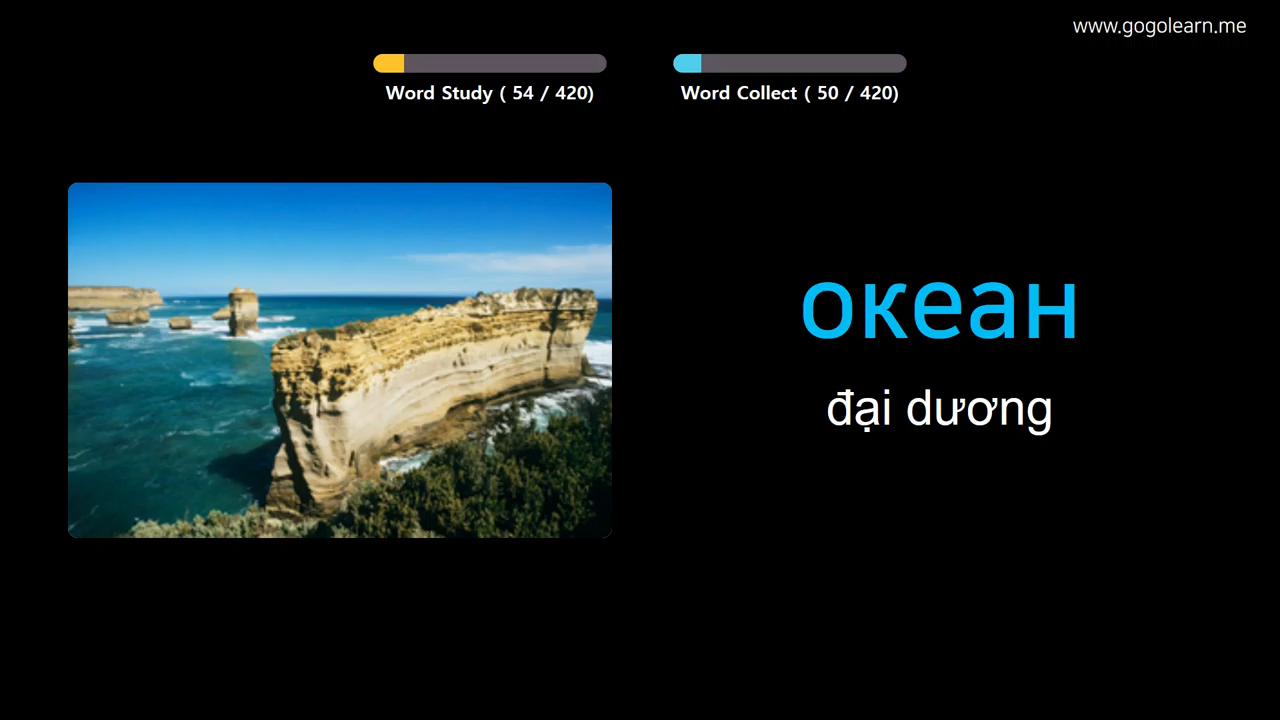 www.gogolearn.me
Word Study ( 54 / 420)
Word Collect ( 50 / 420)
океан
đại dương